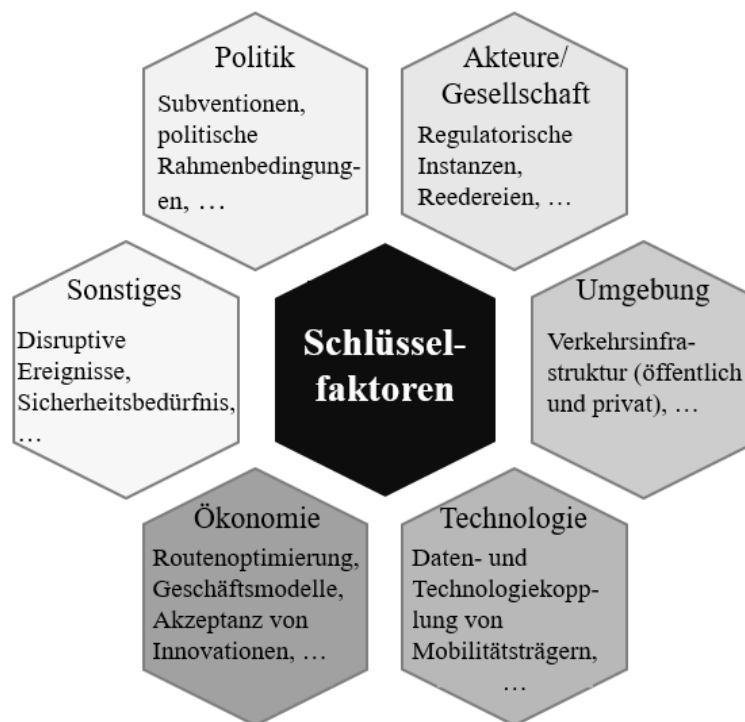 Politik
Subventionen,
politische
Rahmenbedingung-
en, …
Akteure/
Gesellschaft
Regulatorische
Instanzen,
Reedereien, …
Sonstiges
Disruptive
Ereignisse,
Sicherheitsbedürfnis,
…
Schlüssel-
faktoren
Umgebung
Verkehrsinfra-
struktur (öffentlich
und privat), …
Ökonomie
Routenoptimierung,
Geschäftsmodelle,
Akzeptanz von
Innovationen, …
Technologie
Daten- und
Technologiekopp-
lung von
Mobilitätsträgern,
…